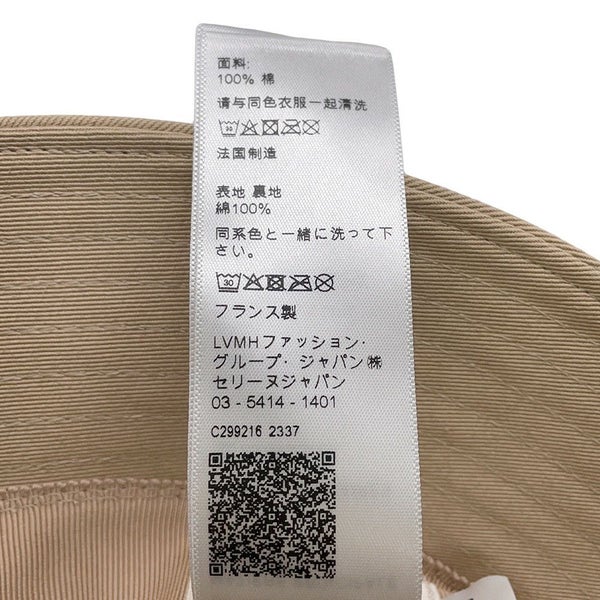 面料:
100% 棉
请与同色衣服一起清洗
30
法国制造
表地 裏地
綿100%
同系色と一緒に洗って下
さい。
30
フランス製
LVMHファッション・
グループ・ジャパン㈱
セリーヌジャパン
03 - 5414 - 1401
C299216 2337